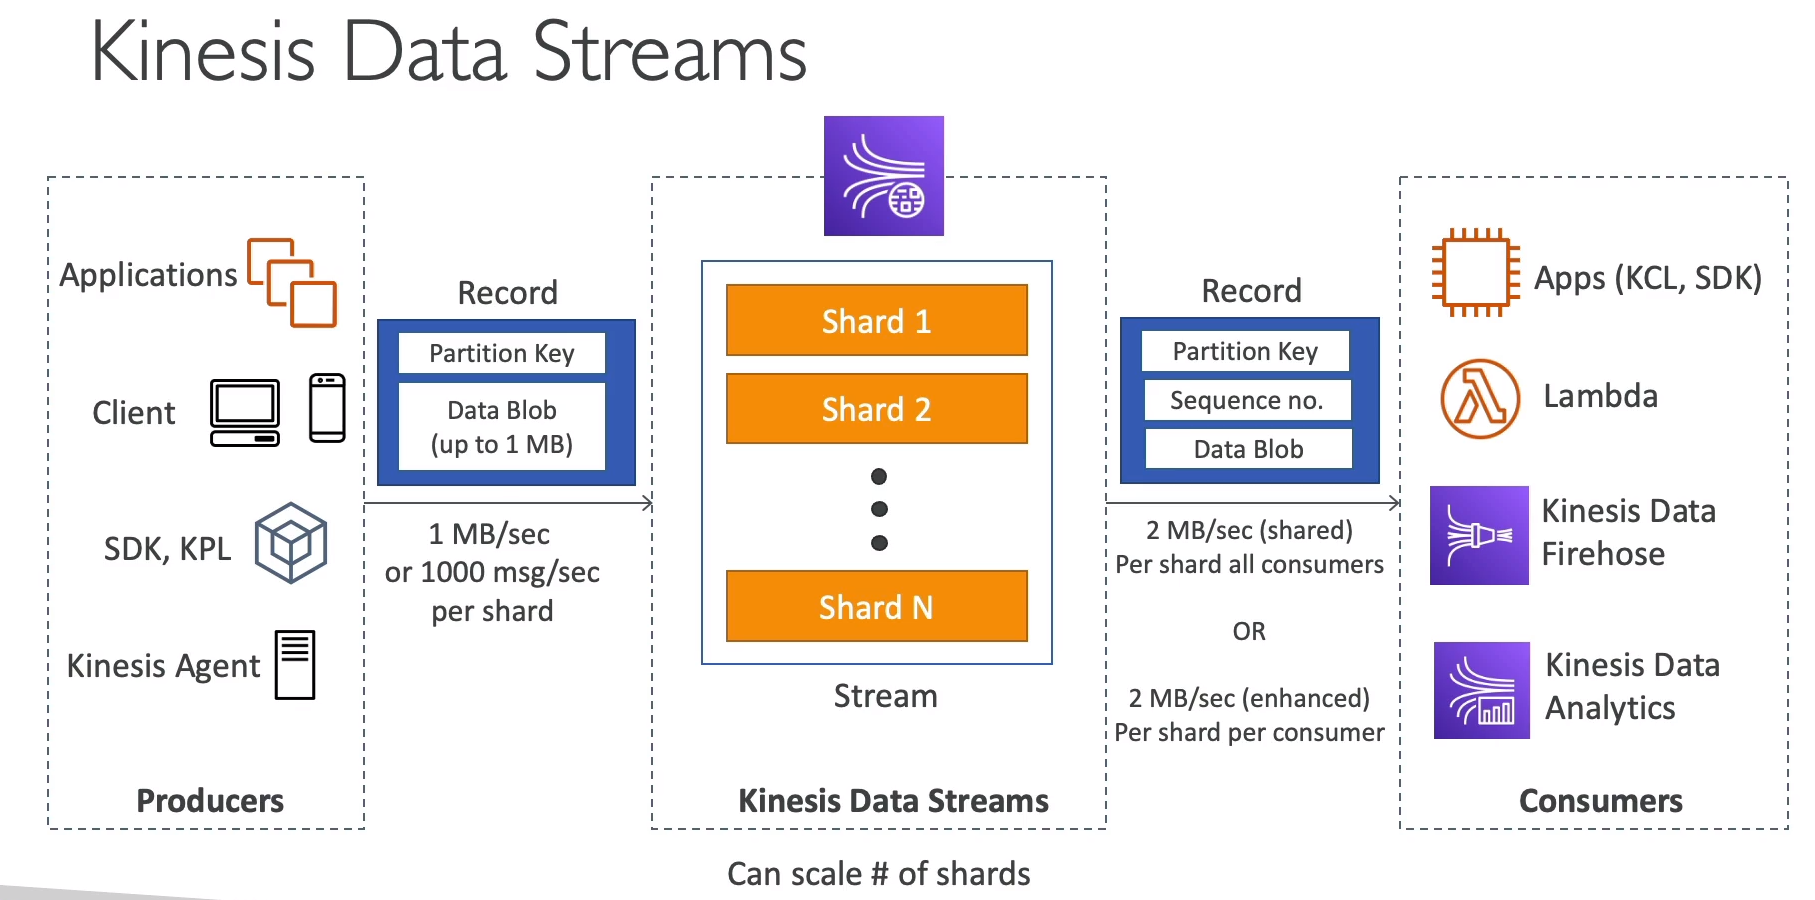 Kinesis Data Streams
Applications
Client
SDK, KPL
Kinesis Agent
Producers
Record
Partition Key
Data Blob
(up to 1 MB)
1 MB/sec
or 1000 msg/sec
per shard
Shard 1
Shard 2
Shard N
Stream
Kinesis Data Streams
Can scale # of shards
Record
Partition Key
Sequence no.
Data Blob
2 MB/sec (shared)
Per shard all consumers
OR
2 MB/sec (enhanced)
Per shard per consumer
Apps (KCL, SDK)
Lambda
Kinesis Data
Firehose
Kinesis Data
Analytics
Consumers